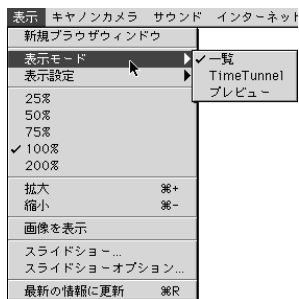 表示 キヤノンカメラ サウンド インターネット
新規ブラウザウィンドウ
表示モード
一覧
TimeTunnel
プレビュー
表示設定
25%
50%
75%
✓ 100%
200%
拡大 ⌘+
縮小 ⌘-
画像を表示
スライドショー...
スライドショーオプション...
最新の情報に更新 ⌘R